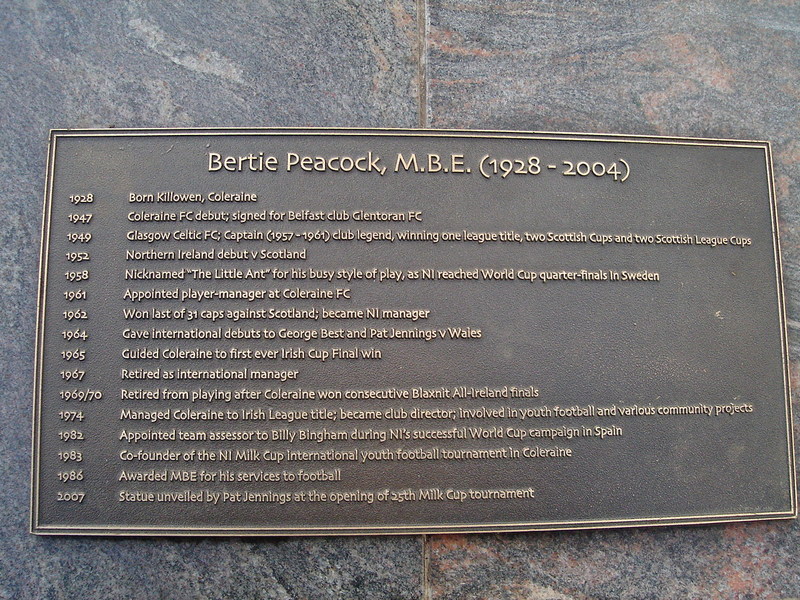 Bertie Peacock, M.B.E. (1928 - 2004)
1928 Born Killowen, Coleraine
1947 Coleraine FC debut; signed for Belfast club Glentoran FC
1949 Glasgow Celtic FC; Captain (1957 - 1961) club legend, winning one league title, two Scottish Cups and two Scottish League Cups
1952 Northern Ireland debut v Scotland
1958 Nicknamed "The Little Ant" for his busy style of play, as NI reached World Cup quarter-finals in Sweden
1961 Appointed player-manager at Coleraine FC
1962 Won last of 31 caps against Scotland; became NI manager
1964 Gave international debuts to George Best and Pat Jennings v Wales
1965 Guided Coleraine to first ever Irish Cup Final win
1967 Retired as international manager
1969/70 Retired from playing after Coleraine won consecutive Blaxnit All-Ireland finals
1974 Managed Coleraine to Irish League title; became club director; involved in youth football and various community projects
1982 Appointed team assessor to Billy Bingham during NI's successful World Cup campaign in Spain
1983 Co-founder of the NI Milk Cup international youth football tournament in Coleraine
1986 Awarded MBE for his services to football
2007 Statue unveiled by Pat Jennings at the opening of 25th Milk Cup tournament